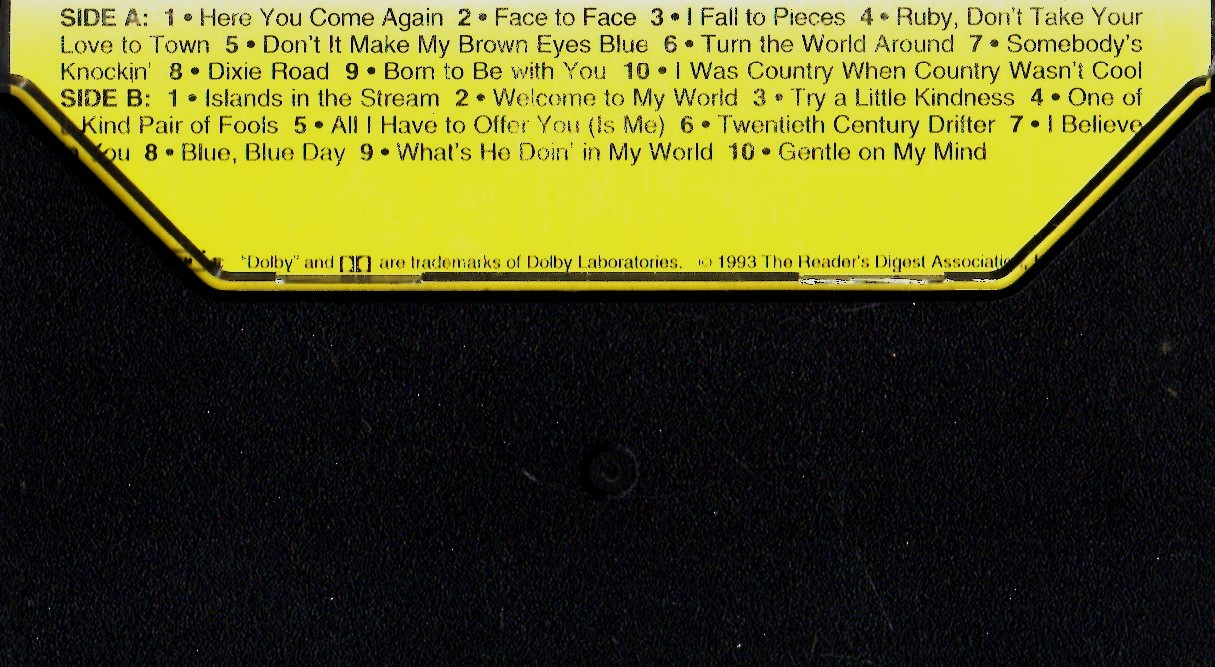 SIDE A: 1 • Here You Come Again 2 • Face to Face 3 • I Fall to Pieces 4 • Ruby, Don't Take Your
Love to Town 5 • Don't It Make My Brown Eyes Blue 6 • Turn the World Around 7 • Somebody's
Knockin' 8 • Dixie Road 9 • Born to Be with You 10 • I Was Country When Country Wasn't Cool
SIDE B: 1 • Islands in the Stream 2 • Welcome to My World 3 • Try a Little Kindness 4 • One of
Kind Pair of Fools 5 • All I Have to Offer You (Is Me) 6 • Twentieth Century Drifter 7 • I Believe
You 8 • Blue, Blue Day 9 • What's He Doin' in My World 10 • Gentle on My Mind
"Dolby" and are trademarks of Dolby Laboratories. © 1993 The Reader's Digest